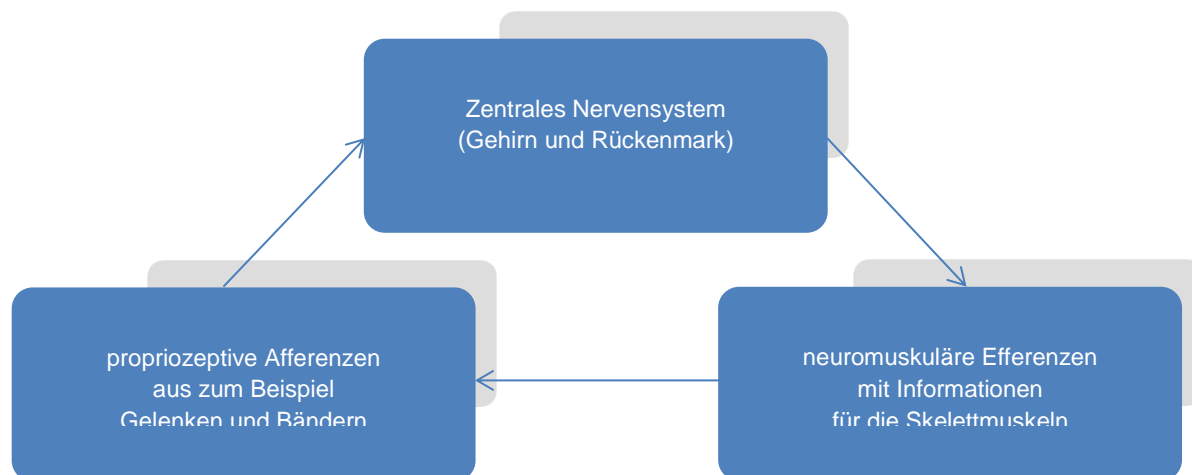 Zentrales Nervensystem
(Gehirn und Rückenmark)
propriozeptive Afferenzen
aus zum Beispiel
Gelenken und Bändern
neuromuskuläre Efferenzen
mit Informationen
für die Skelettmuskeln